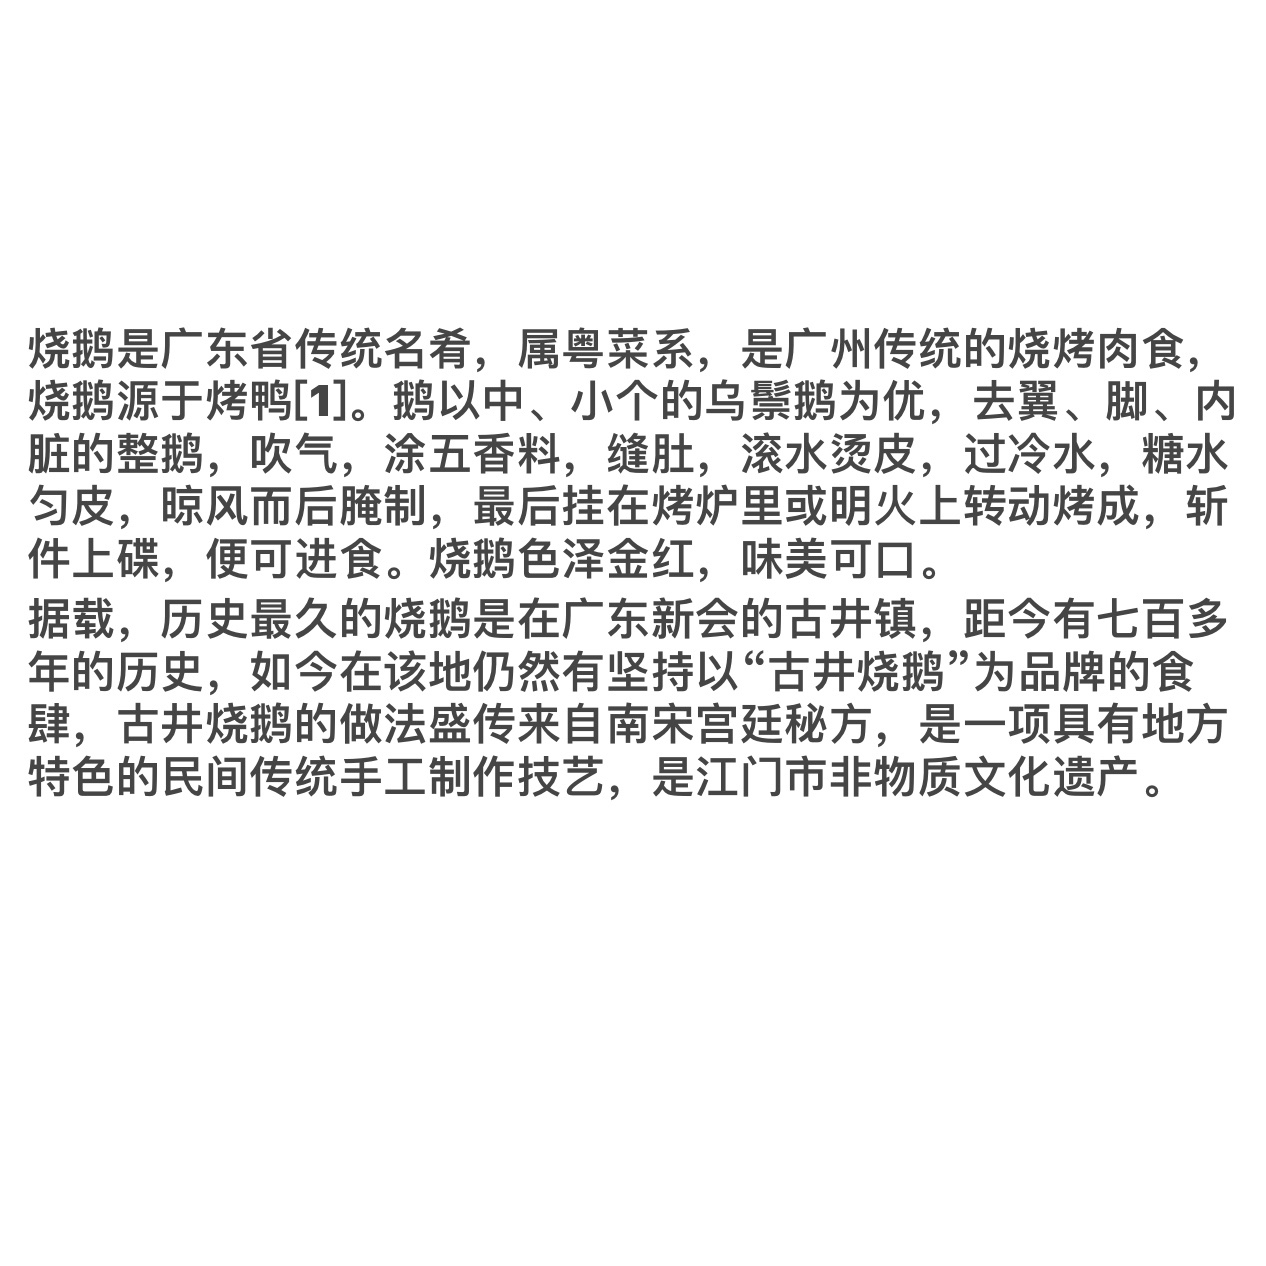 烧鹅是广东省传统名肴，属粤菜系，是广州传统的烧烤肉食，
烧鹅源于烤鸭[1]。鹅以中、小个的乌鬃鹅为优，去翼、脚、内
脏的整鹅，吹气，涂五香料，缝肚，滚水烫皮，过冷水，糖水
匀皮，晾风而后腌制，最后挂在烤炉里或明火上转动烤成，斩
件上碟，便可进食。烧鹅色泽金红，味美可口。
据载，历史最久的烧鹅是在广东新会的古井镇，距今有七百多
年的历史，如今在该地仍然有坚持以“古井烧鹅”为品牌的食
肆，古井烧鹅的做法盛传来自南宋宫廷秘方，是一项具有地方
特色的民间传统手工制作技艺，是江门市非物质文化遗产。